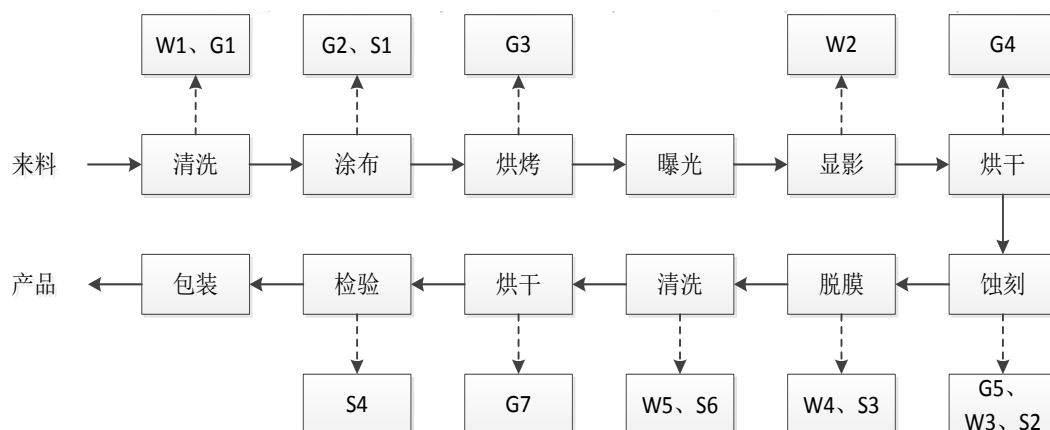 W1、G1
G2、S1
G3
W2
G4
来料
清洗
涂布
烘烤
曝光
显影
烘干
产品
包装
检验
烘干
清洗
脱膜
蚀刻
S4
G7
W5、S6
W4、S3
G5、
W3、S2